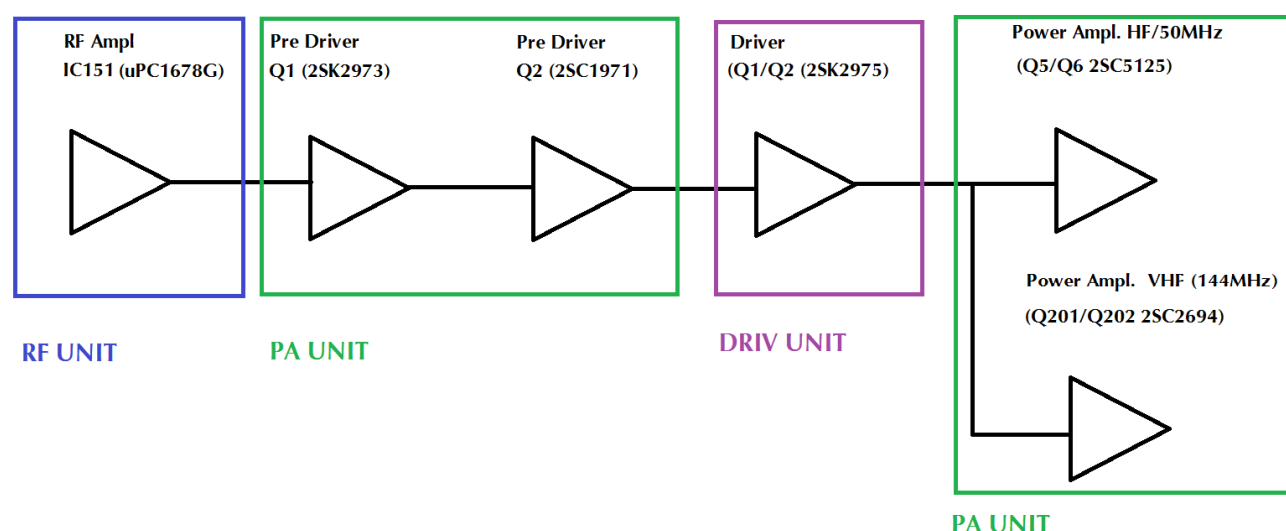 RF Ampl
IC151 (uPC1678G)
Pre Driver
Q1 (2SK2973)
Pre Driver
Q2 (2SC1971)
Driver
(Q1/Q2 (2SK2975)
Power Ampl. HF/50MHz
(Q5/Q6 2SC5125)
Power Ampl. VHF (144MHz)
(Q201/Q202 2SC2694)
RF UNIT
PA UNIT
DRIV UNIT
PA UNIT